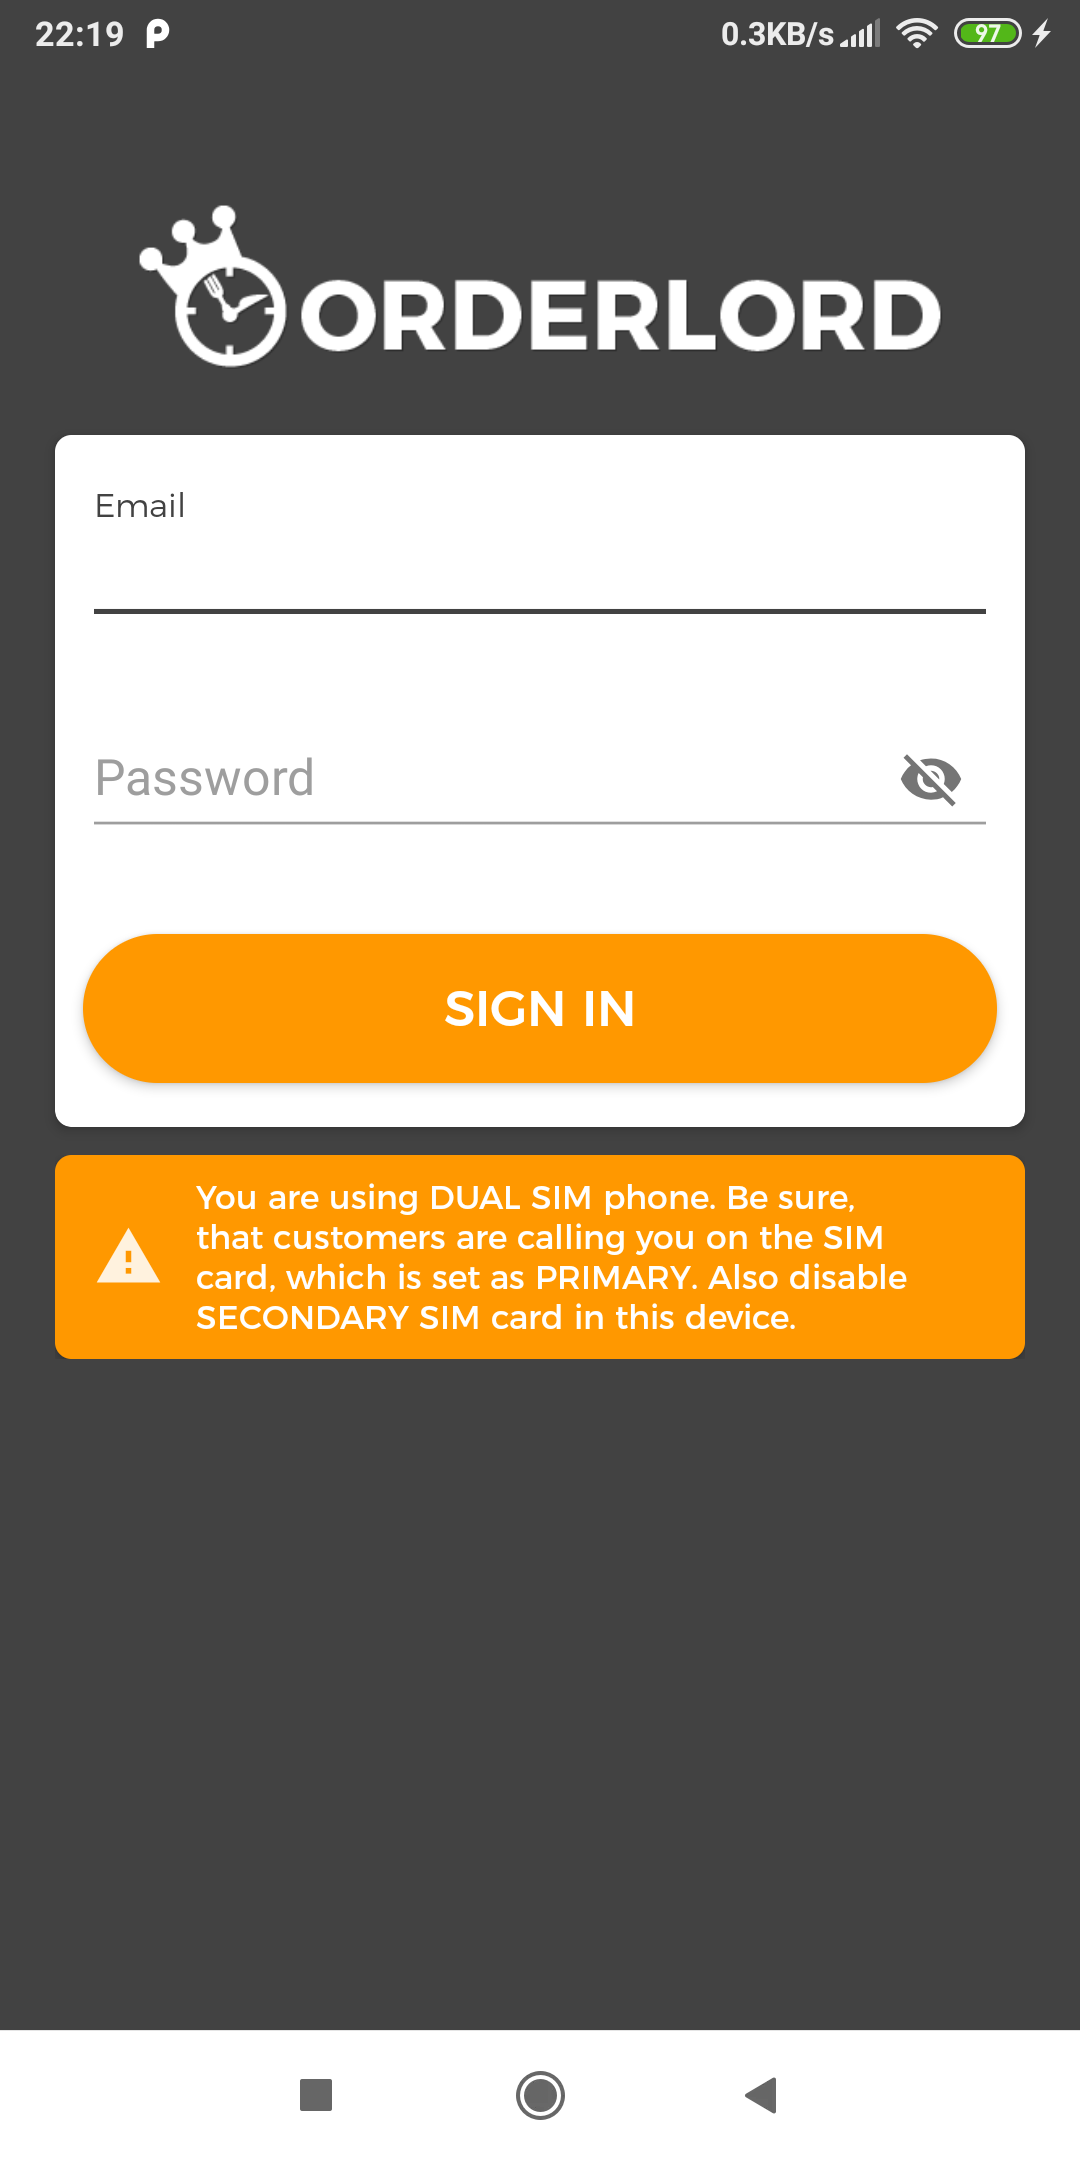 22:19 P 0.3KB/s 97
ORDERLORD
Email
Password
SIGN IN
You are using DUAL SIM phone. Be sure,
that customers are calling you on the SIM
card, which is set as PRIMARY. Also disable
SECONDARY SIM card in this device.